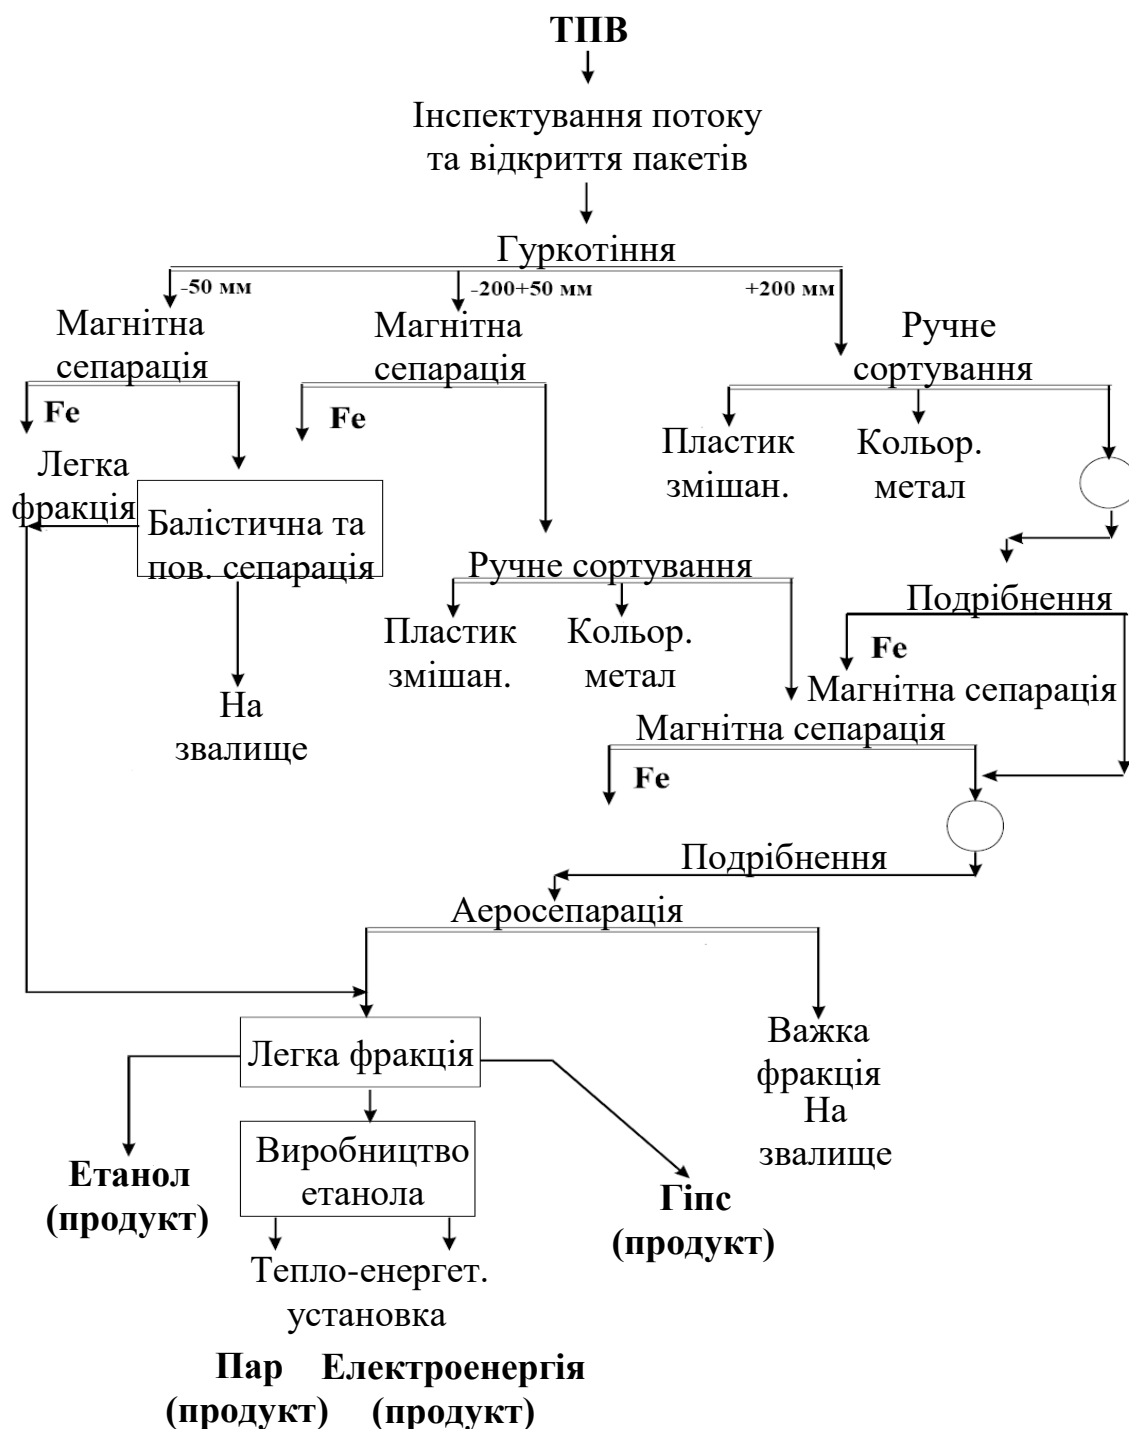 ТПВ
Інспектування потоку
та відкриття пакетів
Гуркотіння
-50 мм
-200+50 мм
+200 мм
Магнітна
сепарація
Магнітна
сепарація
Ручне
сортування
Fe
Fe
Пластик
змішан.
Кольор.
метал
Легка
фракція
Балістична та
пов. сепарація
Ручне сортування
Подрібнення
Пластик
змішан.
Кольор.
метал
Fe
Магнітна сепарація
На
звалище
Магнітна сепарація
Fe
Подрібнення
Аеросепарація
Легка фракція
Важка
фракція
На
звалище
Виробництво
етанола
Етанол
(продукт)
Гіпс
(продукт)
Тепло-енергет.
установка
Пар
(продукт)
Електроенергія
(продукт)